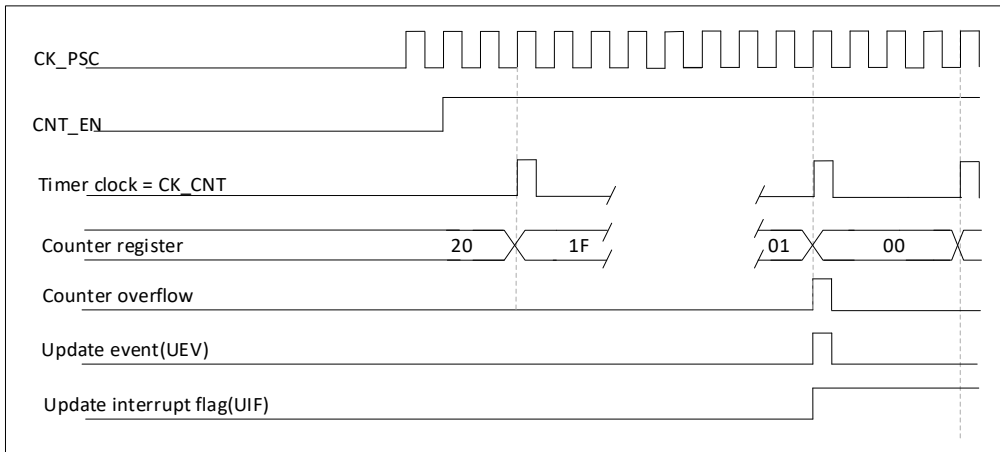 CK_PSC
CNT_EN
Timer clock = CK_CNT
Counter register 20 1F 01 00
Counter overflow
Update event(UEV)
Update interrupt flag(UIF)